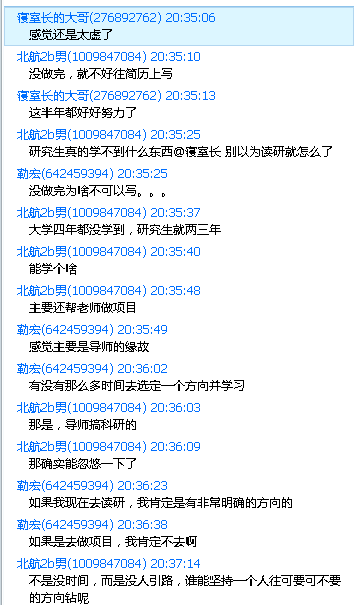 寝室长的大哥(276892762) 20:35:06
感觉还是太虚了
北航2b男(1009847084) 20:35:10
没做完，就不好往简历上写
寝室长的大哥(276892762) 20:35:13
这半年都好好努力了
北航2b男(1009847084) 20:35:25
研究生真的学不到什么东西@寝室长 别以为读研就怎么了
勒宏(642459394) 20:35:25
没做完为啥不可以写。。。
北航2b男(1009847084) 20:35:37
大学四年都没学到，研究生就两三年
北航2b男(1009847084) 20:35:40
能学个啥
北航2b男(1009847084) 20:35:48
主要还帮老师做项目
勒宏(642459394) 20:35:49
感觉主要是导师的缘故
勒宏(642459394) 20:36:02
有没有那么多时间去选定一个方向并学习
北航2b男(1009847084) 20:36:03
那是，导师搞科研的
北航2b男(1009847084) 20:36:09
那确实能忽悠一下了
勒宏(642459394) 20:36:23
如果我现在去读研，我肯定是有非常明确的方向的
勒宏(642459394) 20:36:38
如果是去做项目，我肯定不去啊
北航2b男(1009847084) 20:37:14
不是没时间，而是没人引路，谁能坚持一个人往可要可不要
的方向钻呢